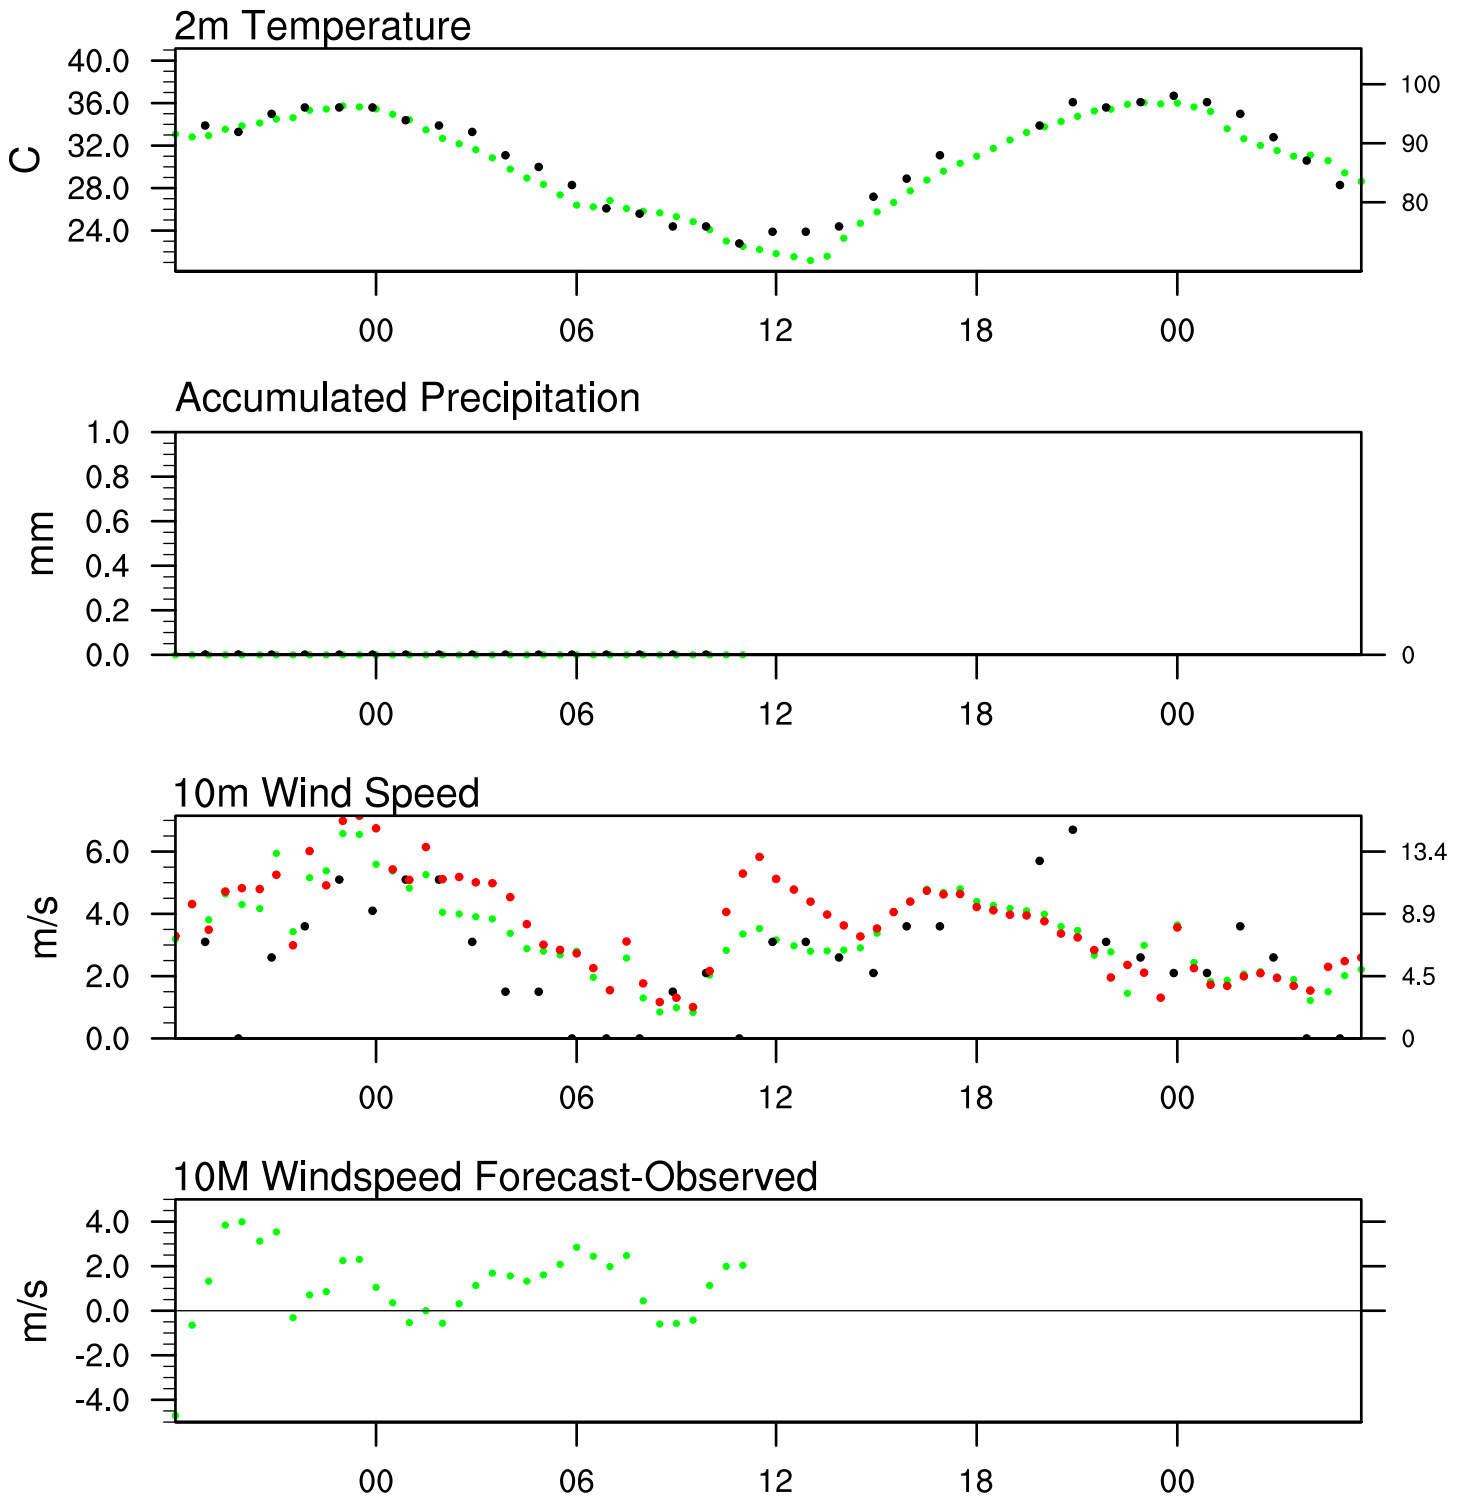 2m Temperature
40.0
36.0
32.0
28.0
24.0
C
100
90
80
00 06 12 18 00
Accumulated Precipitation
1.0
0.8
0.6
0.4
0.2
0.0
mm
0
00 06 12 18 00
10m Wind Speed
6.0
4.0
2.0
0.0
m/s
13.4
8.9
4.5
0
00 06 12 18 00
10M Windspeed Forecast-Observed
4.0
2.0
0.0
-2.0
-4.0
m/s
00 06 12 18 00